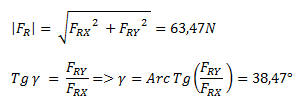 |F_R| = √(F_RX² + F_RY²) = 63,47N
Tg γ = F_RY/F_RX => γ = Arc Tg(F_RY/F_RX) = 38,47°